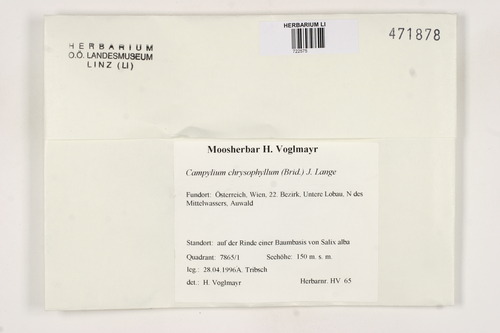 HERBARIUM LI
722975
471878
HERBARIUM
O.Ö. LANDESMUSEUM
LINZ (LI)
Moosherbar H. Voglmayr
Campylium chrysophyllum (Brid.) J. Lange
Fundort: Österreich, Wien, 22. Bezirk, Untere Lobau, N des
Mittelwassers, Auwald
Standort: auf der Rinde einer Baumbasis von Salix alba
Quadrant: 7865/1 Seehöhe: 150 m. s. m.
leg.: 28.04.1996A. Tribsch
det.: H. Voglmayr Herbarnr. HV 65